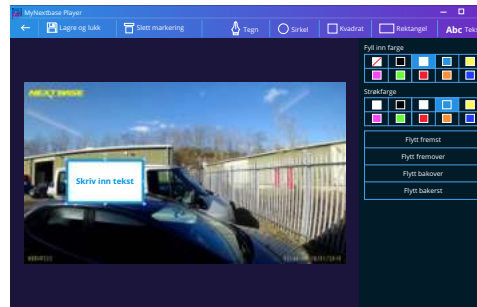 MyNextbase Player
Lagre og lukk
Slett markering
Tegn
Sirkel
Kvadrat
Rektangel
Abc Teks
Fyll inn farge
Strøkfarge
Flytt fremst
Flytt fremover
Flytt bakover
Flytt bakerst
NEXTBASE
Skriv inn tekst